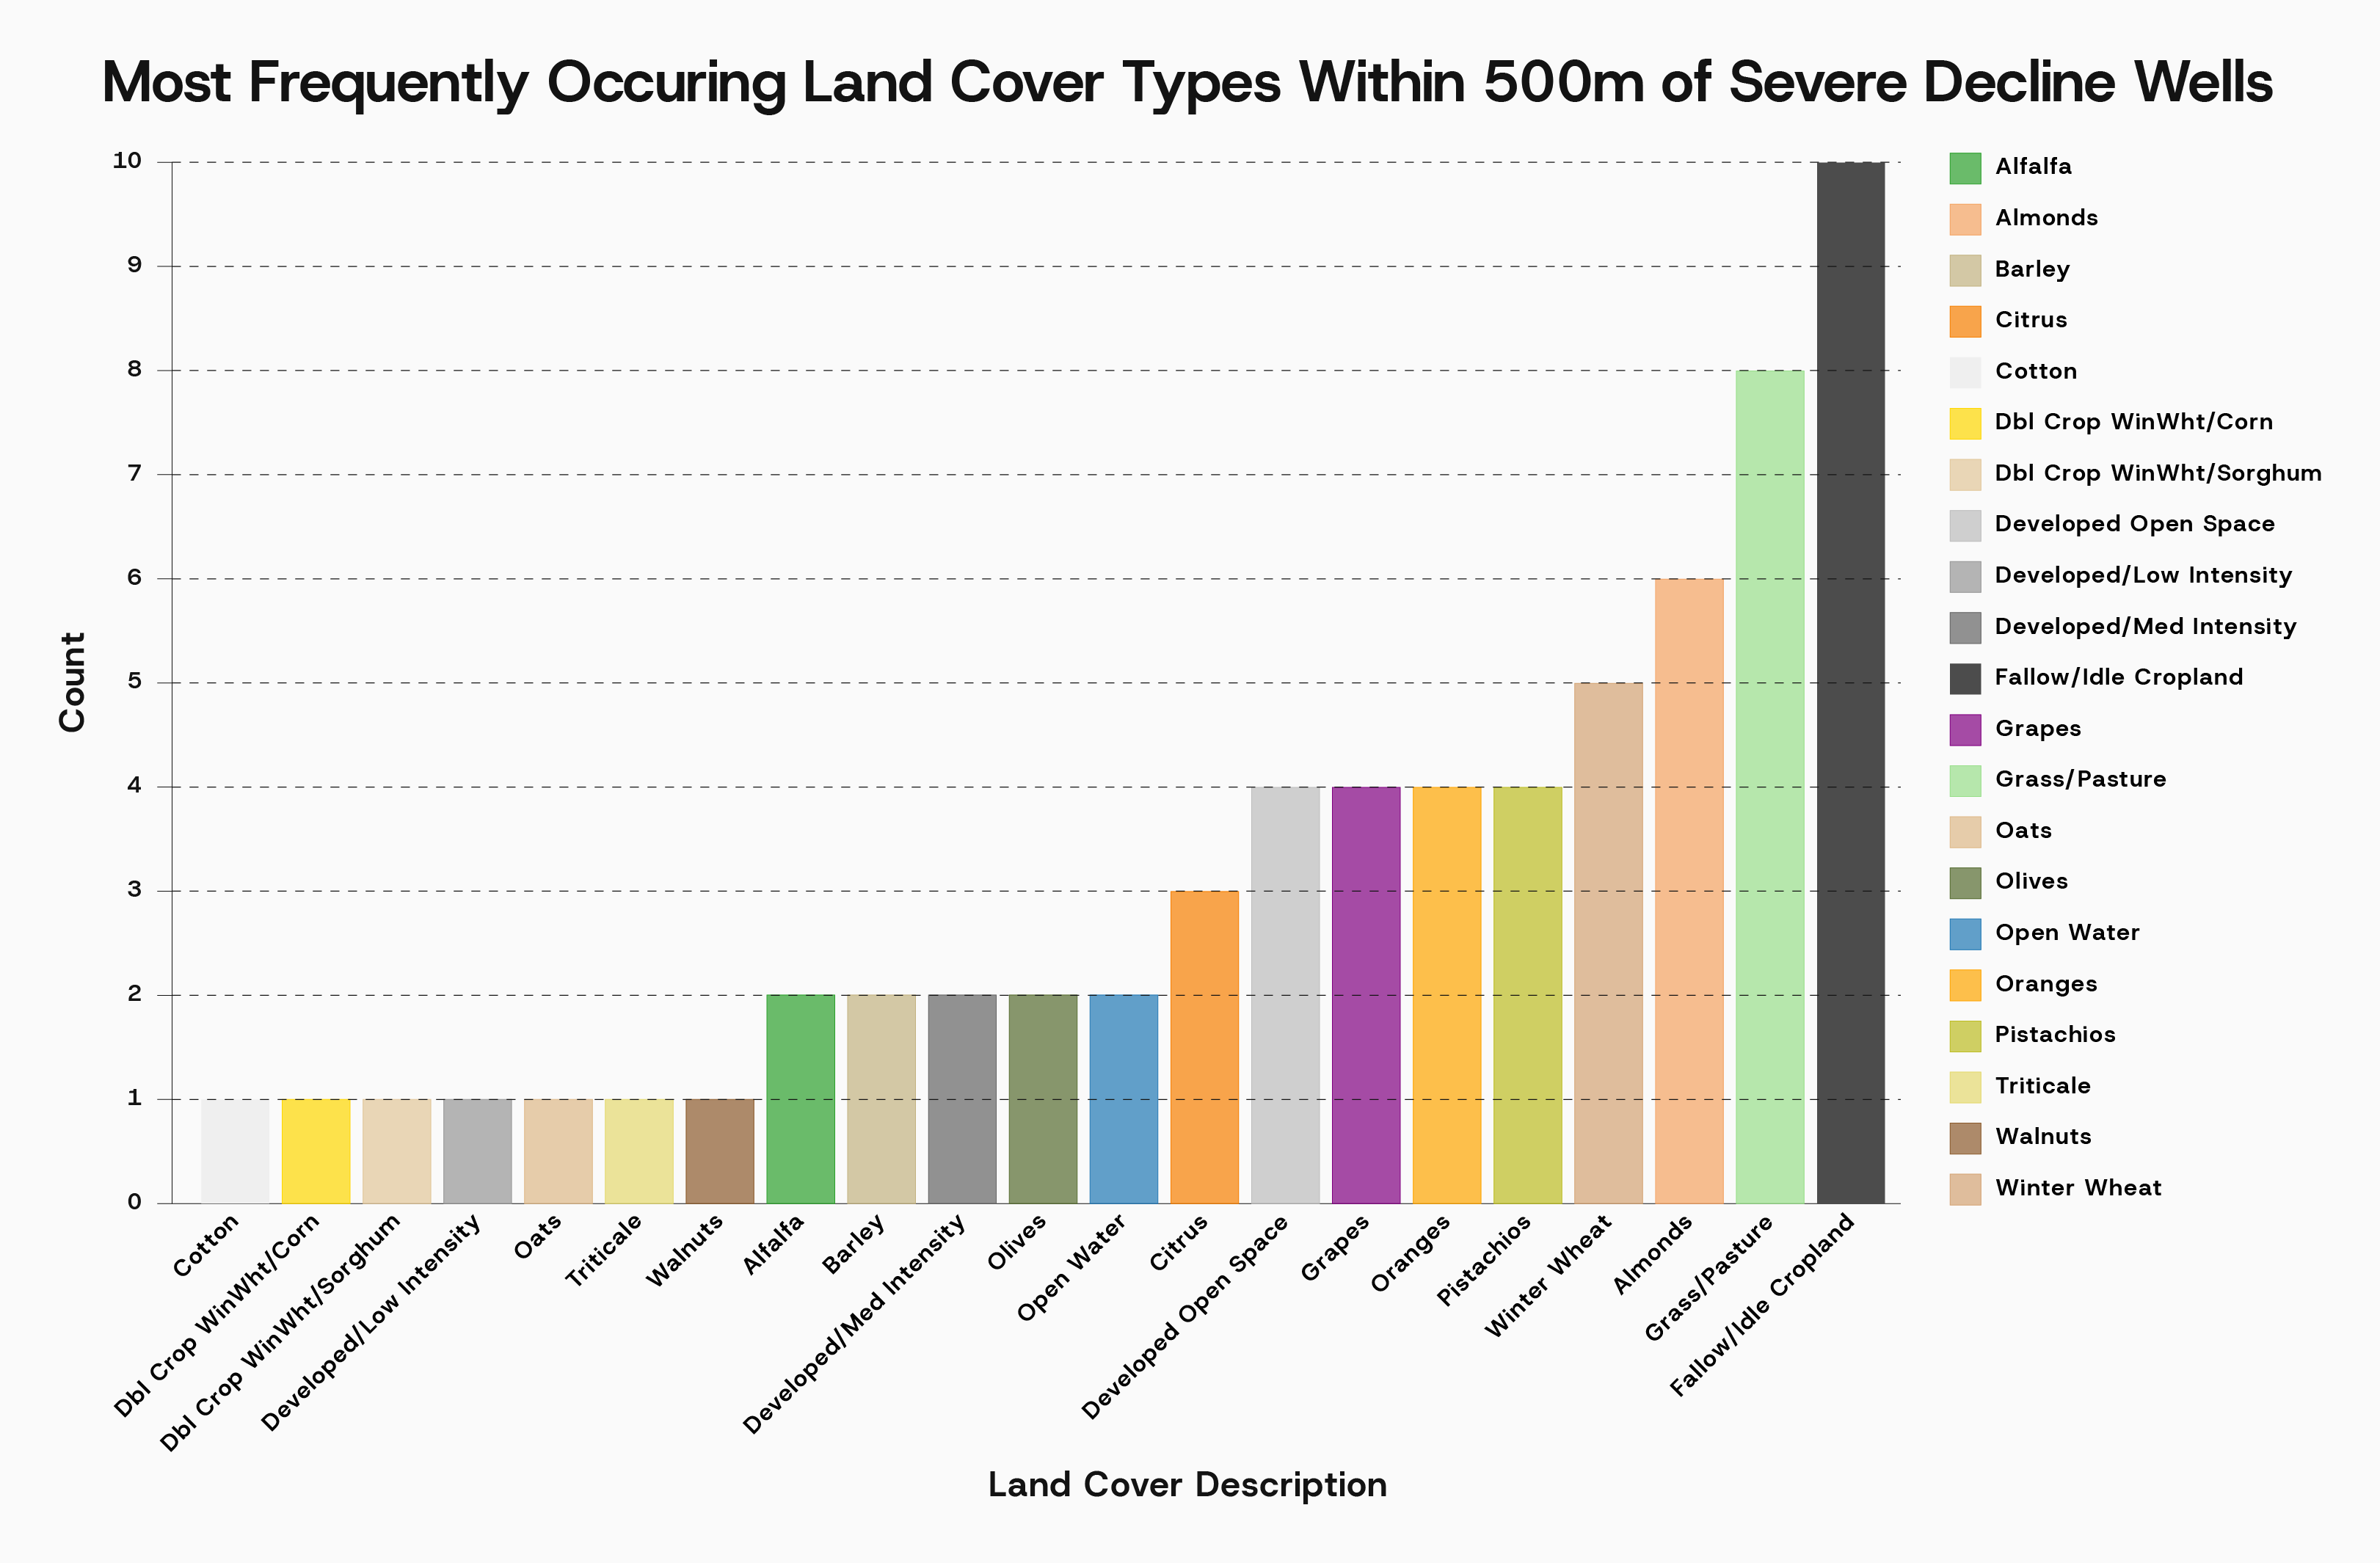 Most Frequently Occuring Land Cover Types Within 500m of Severe Decline Wells
Count
10
9
8
7
6
5
4
3
2
1
0
Cotton
Dbl Crop WinWht/Corn
Dbl Crop WinWht/Sorghum
Developed/Low Intensity
Oats
Triticale
Walnuts
Alfalfa
Barley
Developed/Med Intensity
Olives
Open Water
Citrus
Developed Open Space
Grapes
Oranges
Pistachios
Winter Wheat
Almonds
Grass/Pasture
Fallow/Idle Cropland
Land Cover Description
Alfalfa
Almonds
Barley
Citrus
Cotton
Dbl Crop WinWht/Corn
Dbl Crop WinWht/Sorghum
Developed Open Space
Developed/Low Intensity
Developed/Med Intensity
Fallow/Idle Cropland
Grapes
Grass/Pasture
Oats
Olives
Open Water
Oranges
Pistachios
Triticale
Walnuts
Winter Wheat